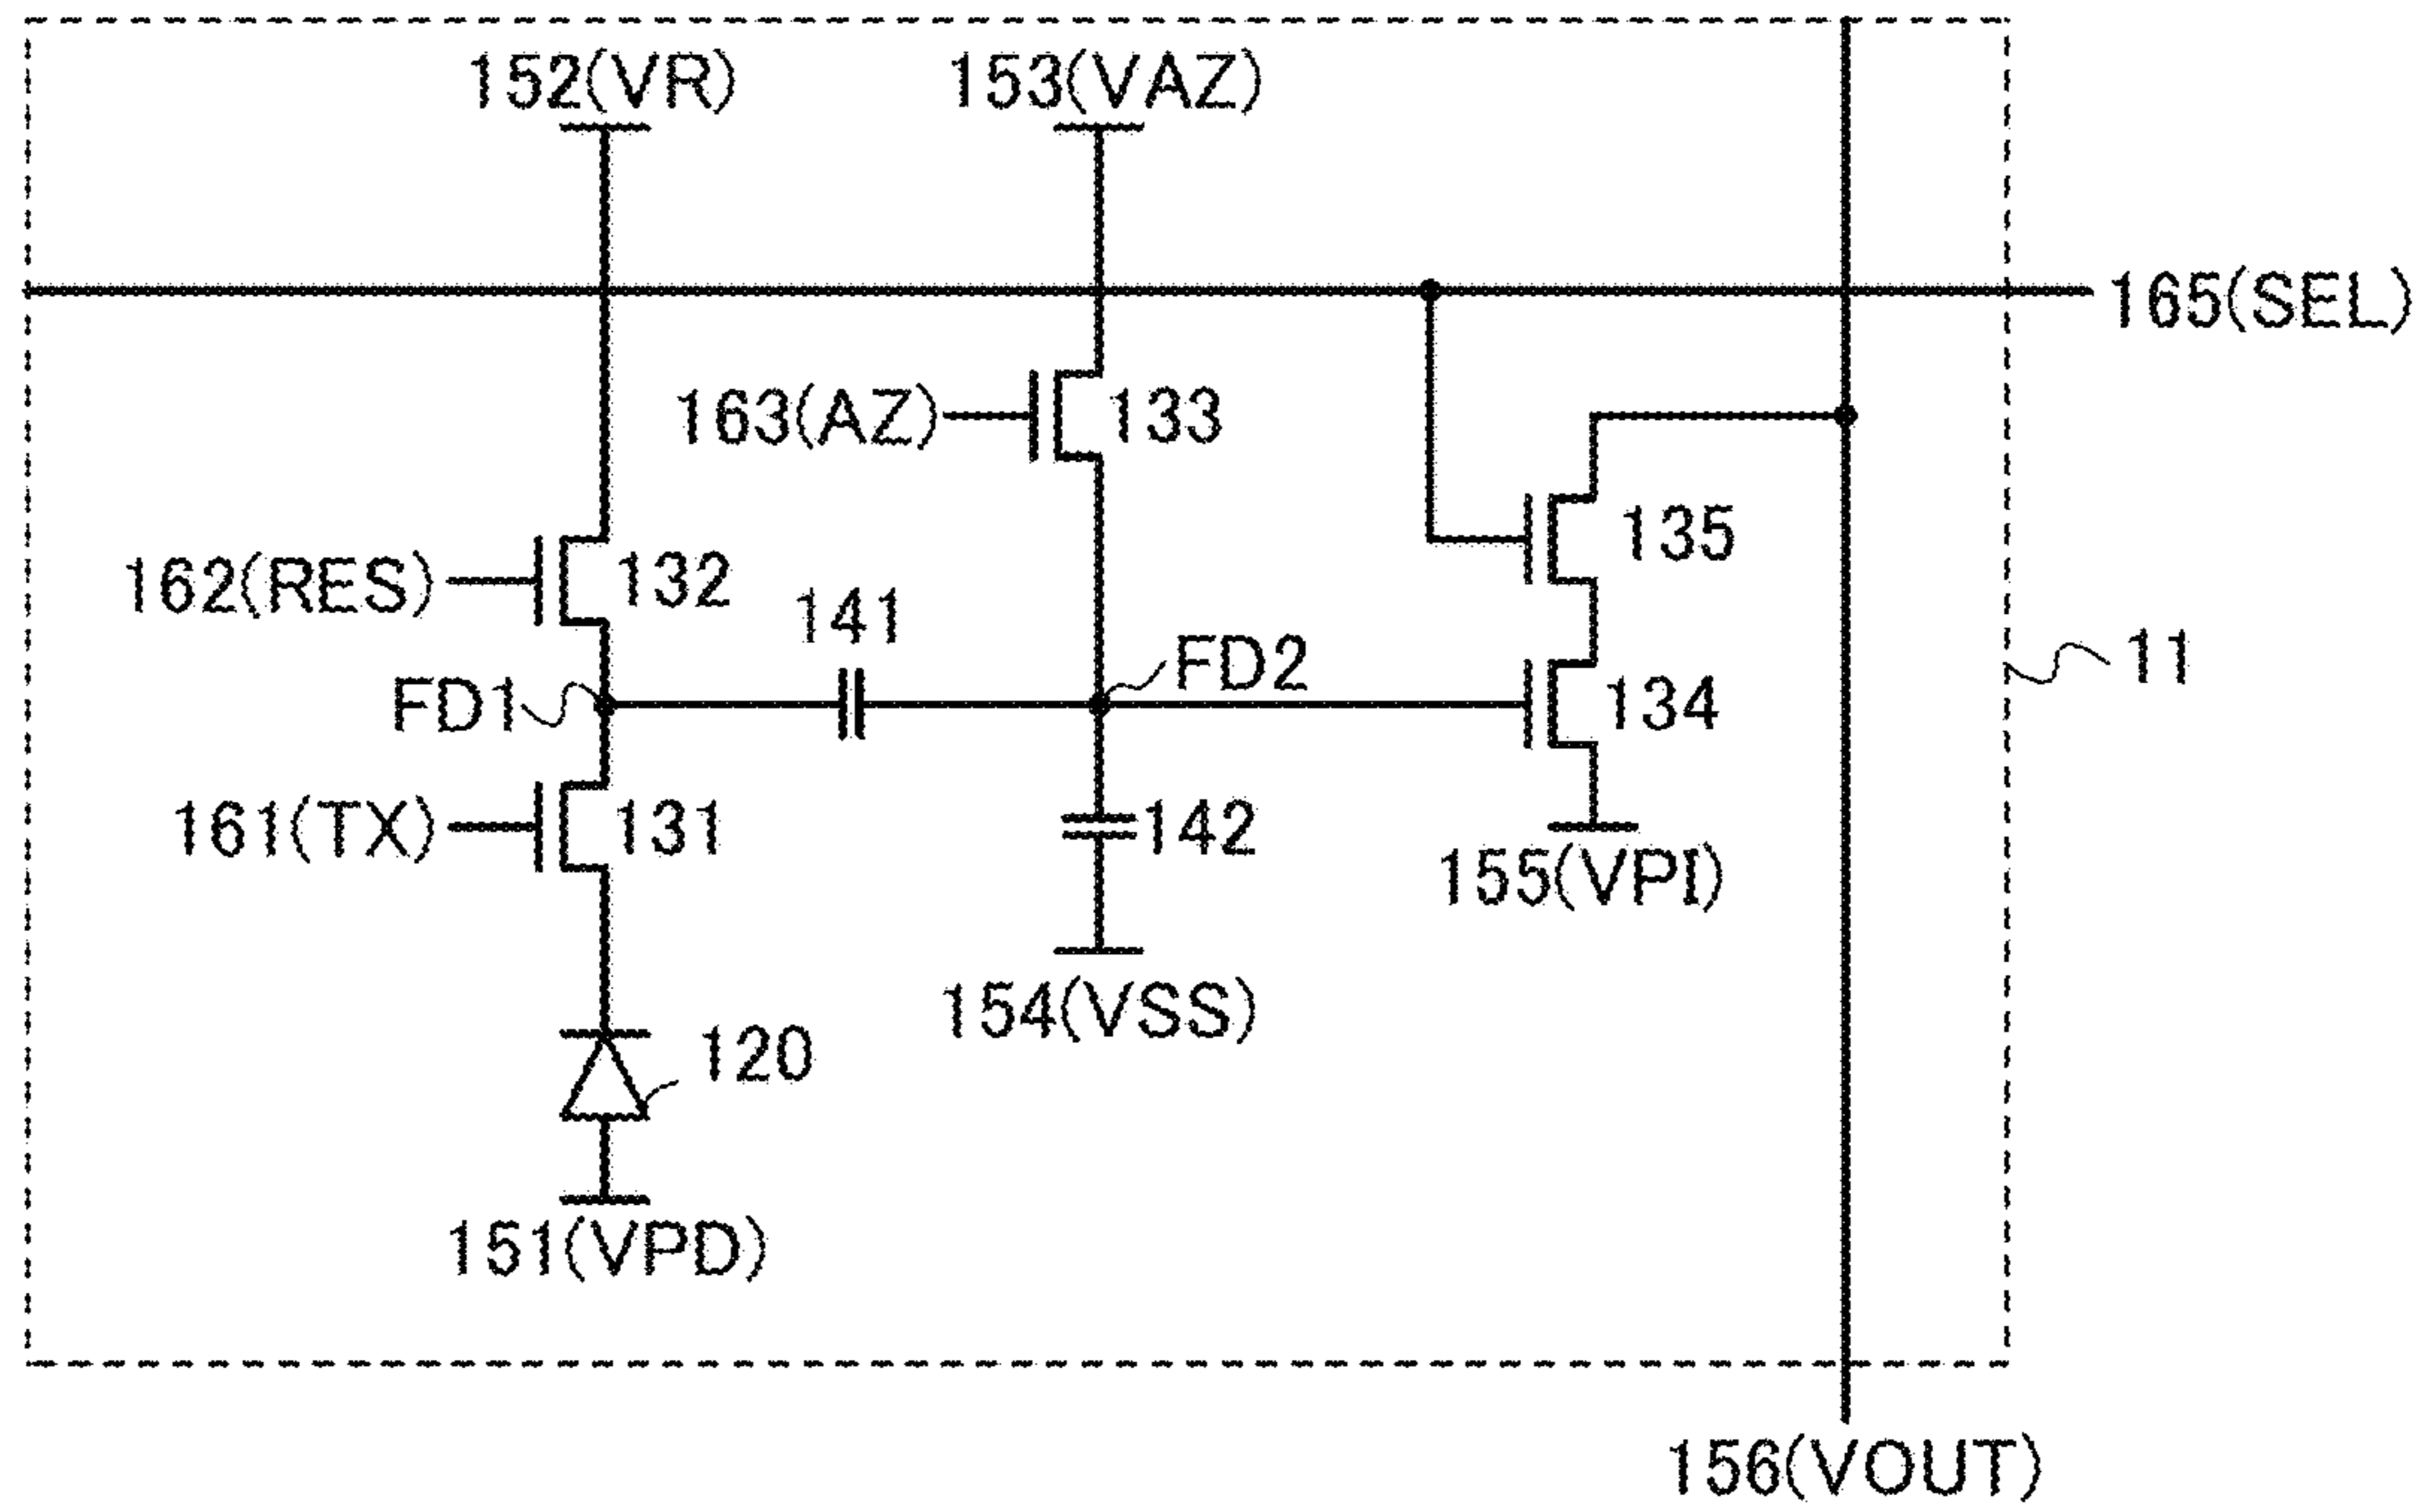 152(VR)
153(VAZ)
165(SEL)
163(AZ)
133
135
162(RES)
132
141
FD2
11
FD1
134
161(TX)
131
142
155(VPI)
154(VSS)
120
151(VPD)
156(VOUT)